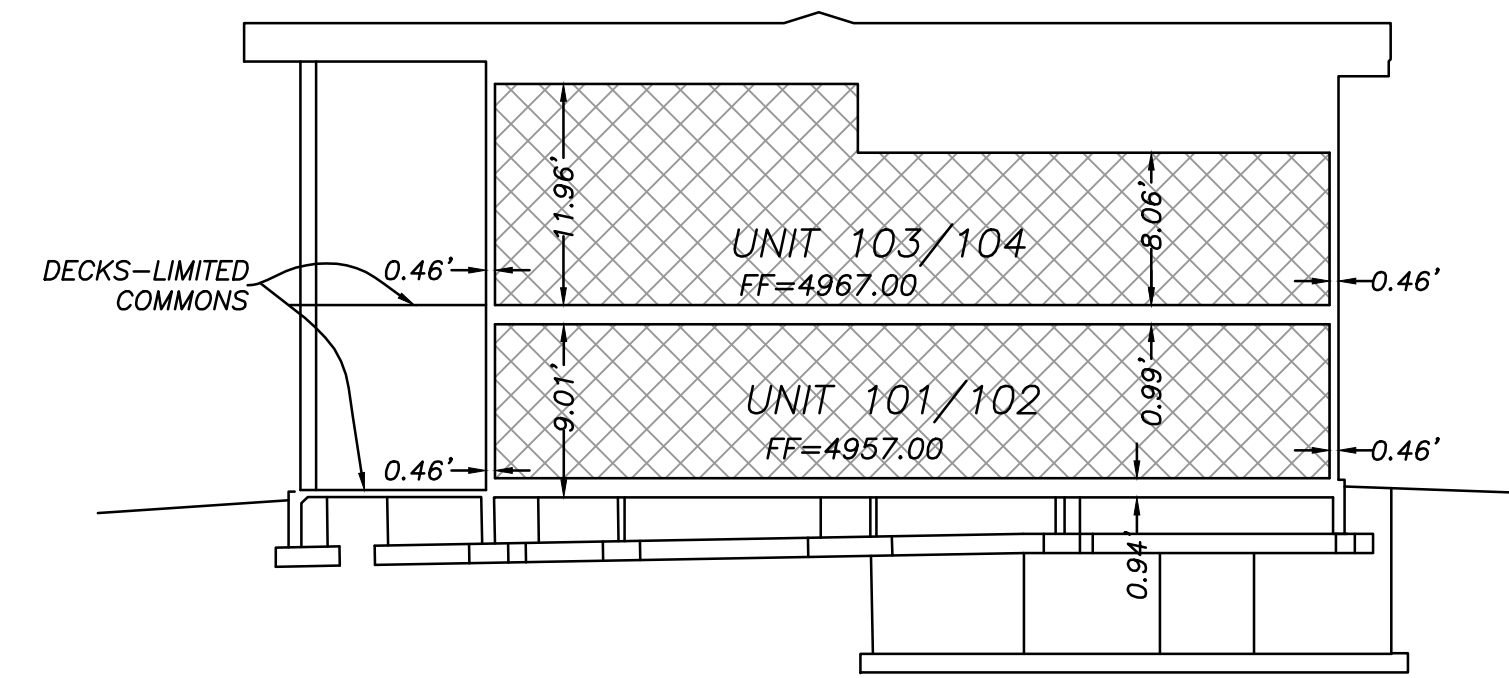 11.96'
8.06'
UNIT 103/104
DECKS-LIMITED
COMMONS
0.46'
FF=4967.00
0.46'
9.01'
0.99'
UNIT 101/102
FF=4957.00
0.46'
0.46'
0.94'